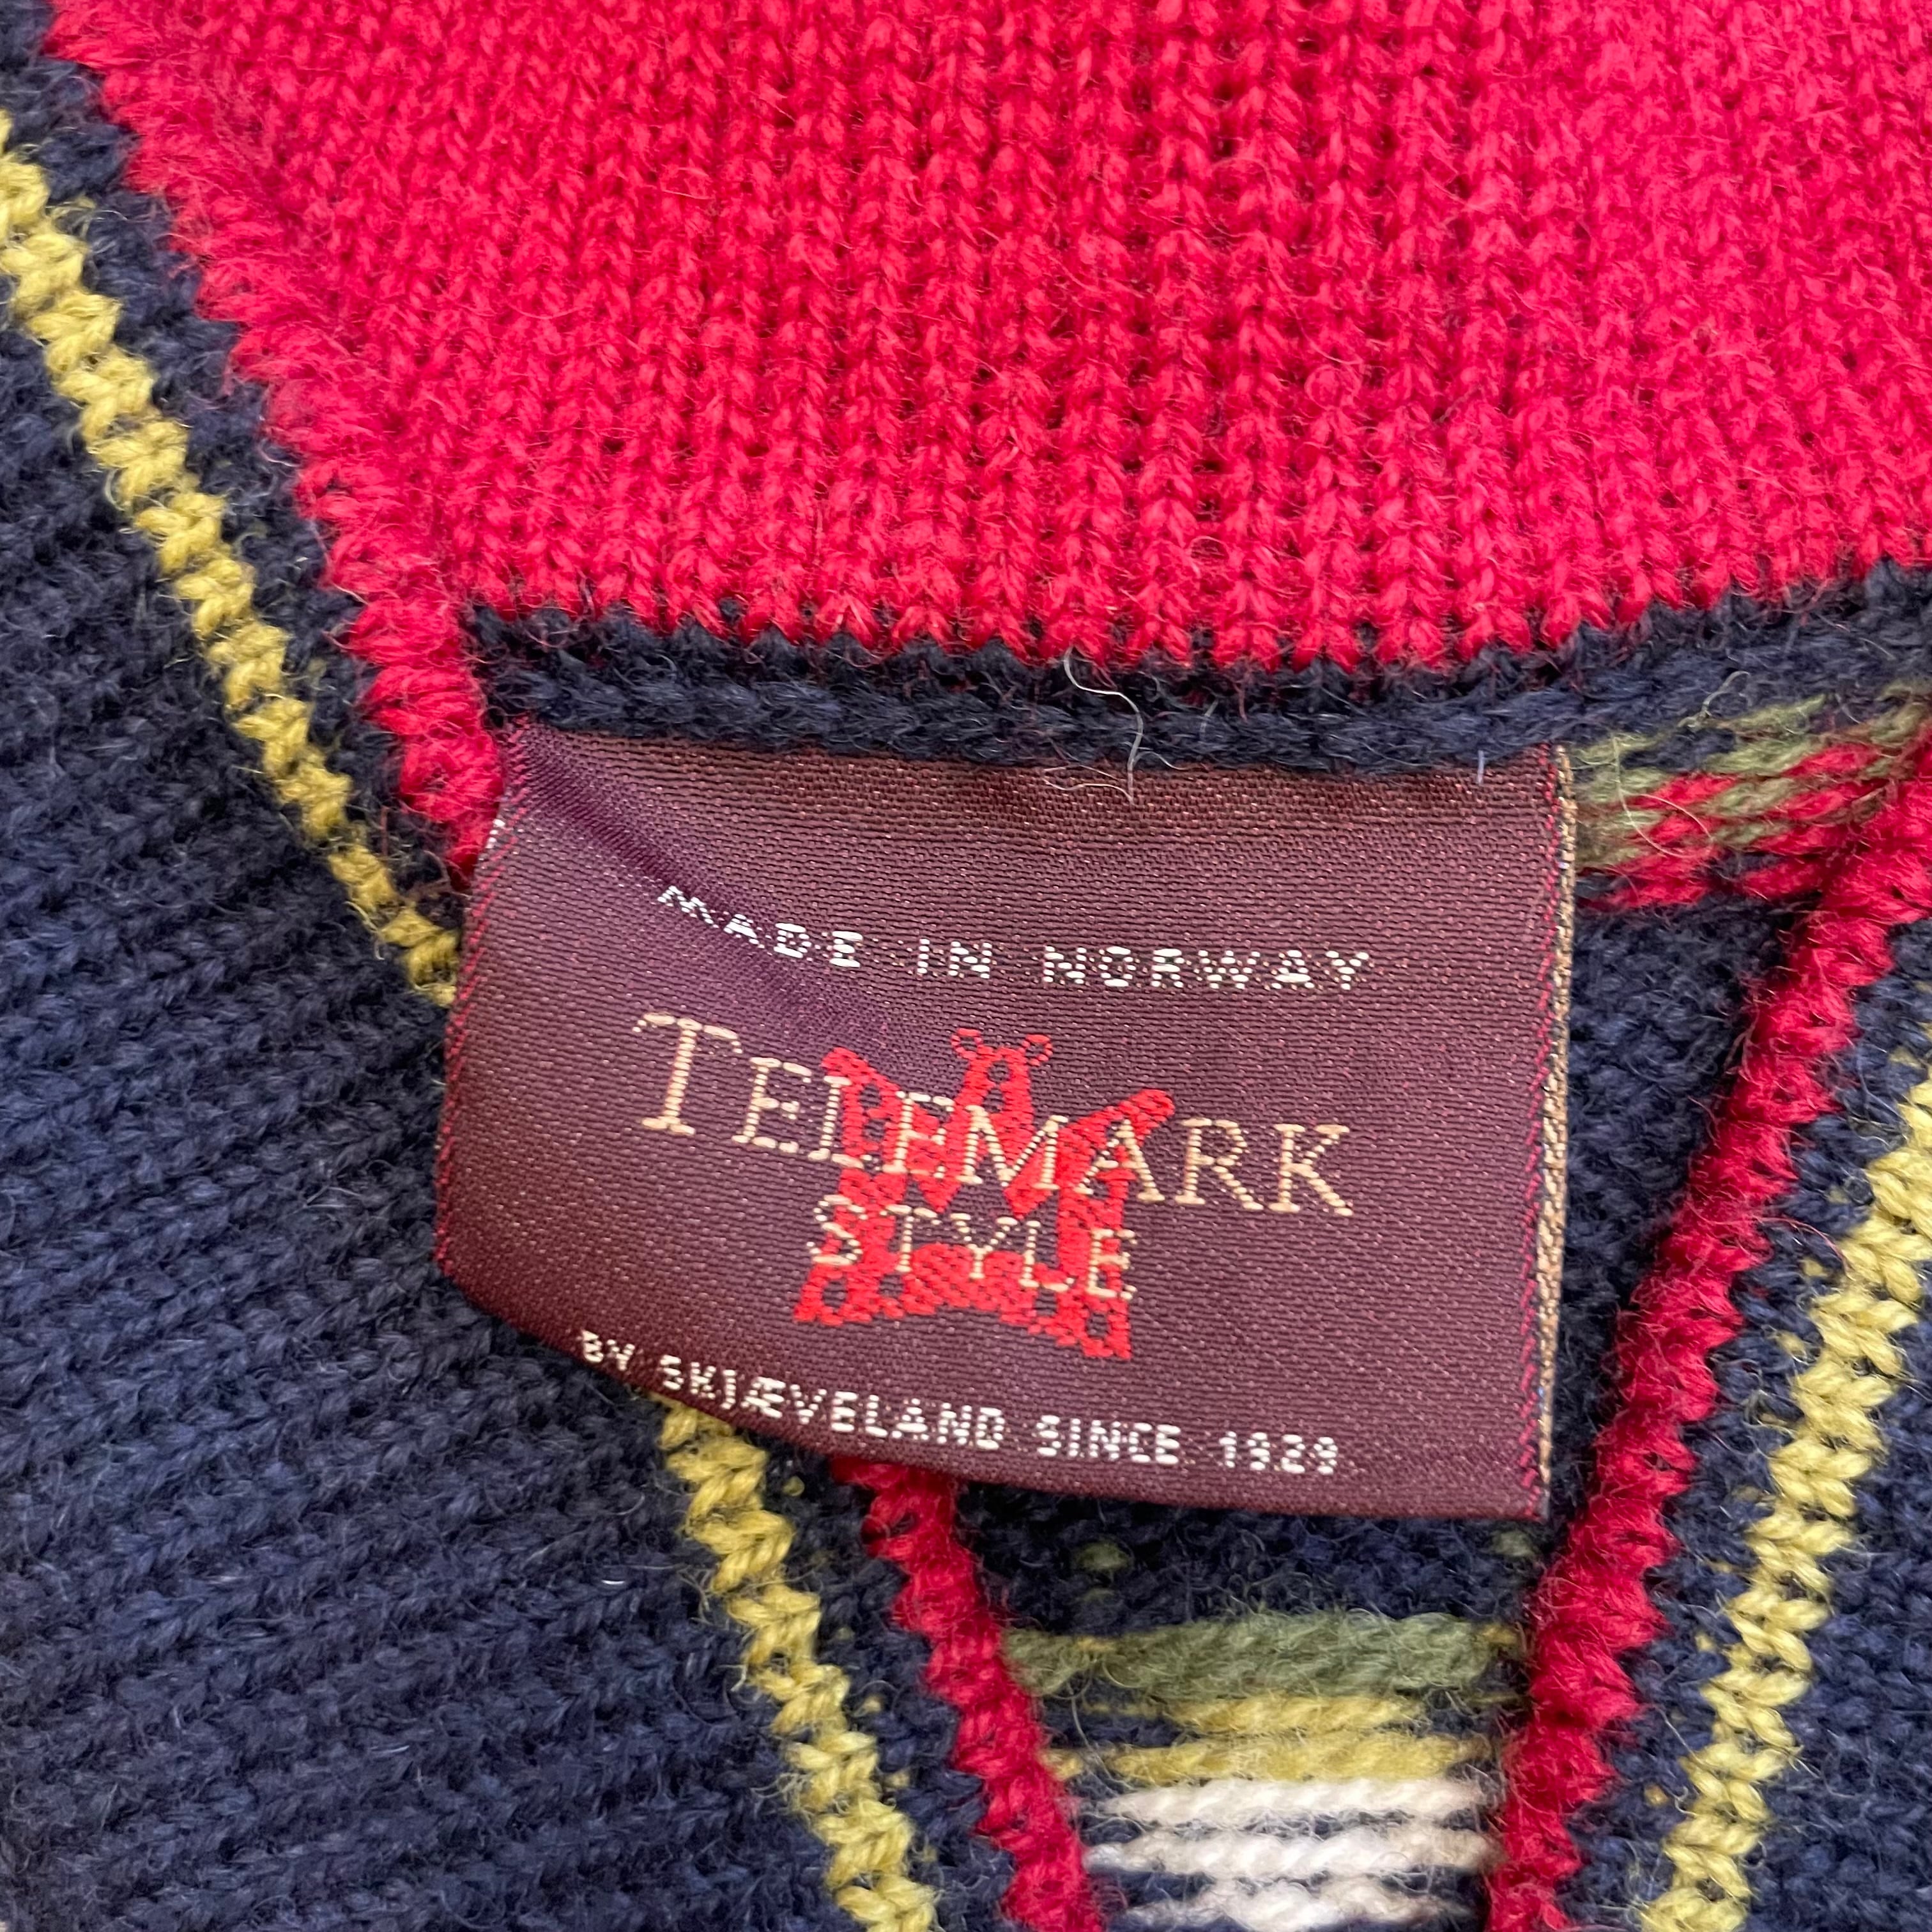 MADE IN NORWAY
TELEMARK
STYLE
BY SKJÆVELAND SINCE 1929